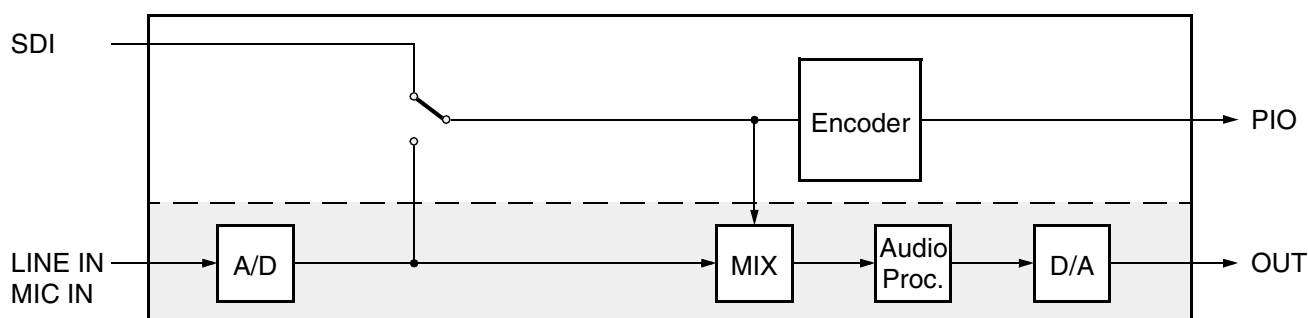 SDI
Encoder
PIO
LINE IN
MIC IN
A/D
MIX
Audio
Proc.
D/A
OUT